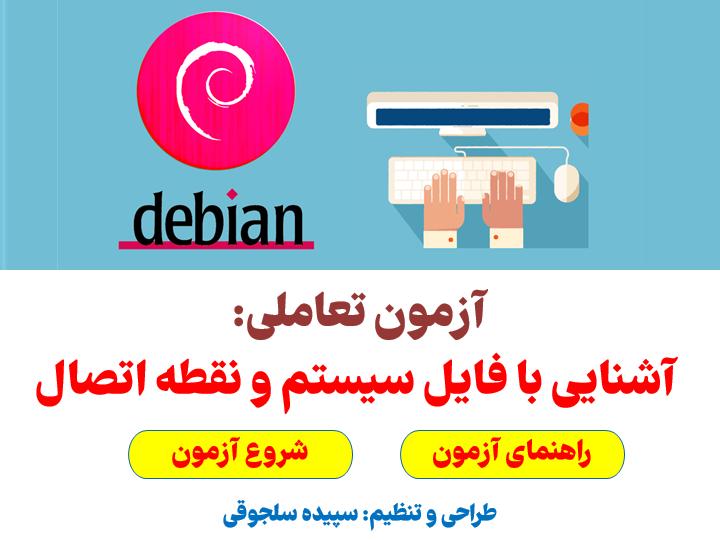 debian
آزمون تعاملی:
آشنایی با فایل سیستم و نقطه اتصال
راهنمای آزمون
شروع آزمون
طراحی و تنظیم: سپیده سلجوقی